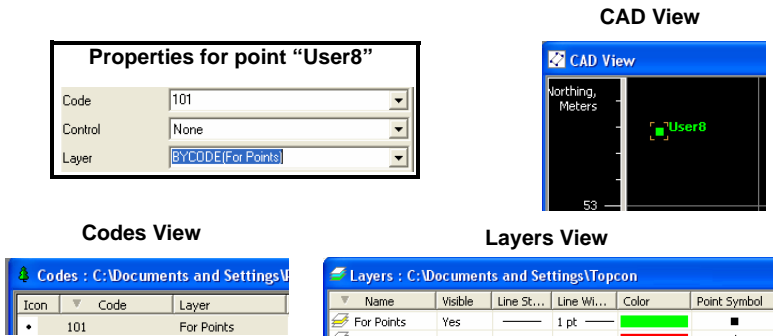 CAD View
Properties for point “User8”
Code 101
Control None
Layer BYCODE(For Points)
CAD View
Northing,
Meters
User8
53
Codes View
Layers View
Codes : C:\Documents and Settings\
Icon Code Layer
101 For Points
Layers : C:\Documents and Settings\Topcon
Name Visible Line St... Line Wi... Color Point Symbol
For Points Yes 1 pt